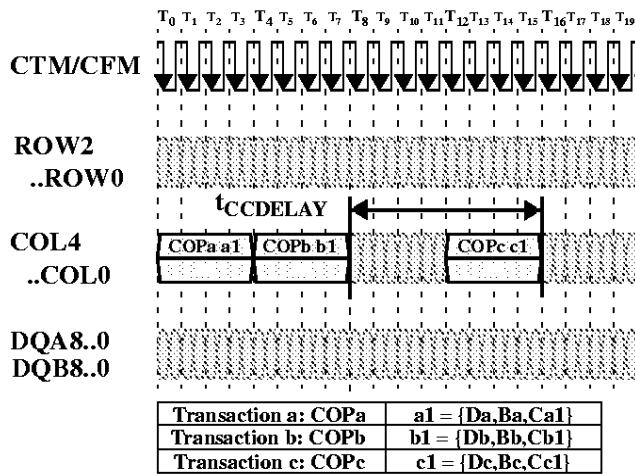 T0 T1 T2 T3 T4 T5 T6 T7 T8 T9 T10 T11 T12 T13 T14 T15 T16 T17 T18 T19
CTM/CFM
ROW2
..ROW0
tCCDELAY
COL4
..COL0
COPa a1 COPb b1 COPc c1
DQA8..0
DQB8..0
Transaction a: COPa a1 = {Da,Ba,Ca1}
Transaction b: COPb b1 = {Db,Bb,Cb1}
Transaction c: COPc c1 = {Dc,Bc,Cc1}